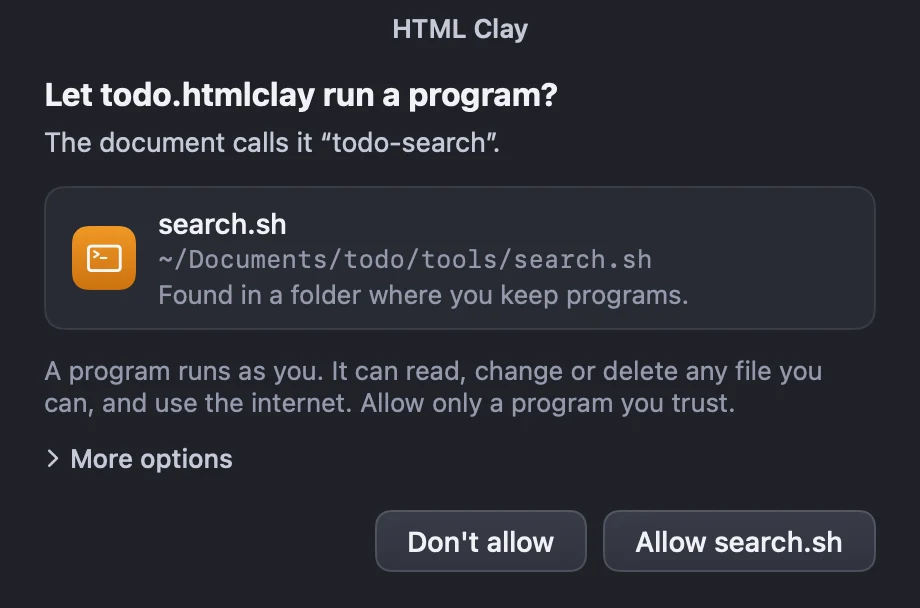 HTML Clay
Let todo.htmlclay run a program?
The document calls it “todo-search”.
search.sh
~/Documents/todo/tools/search.sh
Found in a folder where you keep programs.
A program runs as you. It can read, change or delete any file you
can, and use the internet. Allow only a program you trust.
More options
Don't allow
Allow search.sh